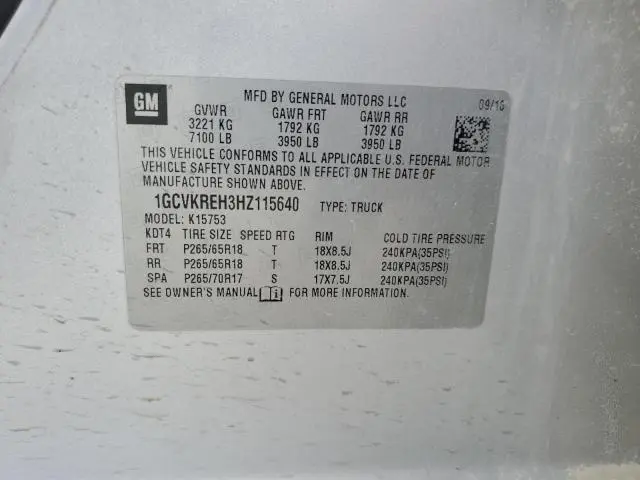 GM
MFD BY GENERAL MOTORS LLC 09/16
GVWR GAWR FRT GAWR RR
3221 KG 1792 KG 1792 KG
7100 LB 3950 LB 3950 LB
THIS VEHICLE CONFORMS TO ALL APPLICABLE U.S. FEDERAL MOTOR
VEHICLE SAFETY STANDARDS IN EFFECT ON THE DATE OF
MANUFACTURE SHOWN ABOVE.
1GCVKREH3HZ115640 TYPE: TRUCK
MODEL: K15753
KDT4 TIRE SIZE SPEED RTG RIM COLD TIRE PRESSURE
FRT P265/65R18 T 18X8.5J 240KPA(35PSI)
RR P265/65R18 T 18X8.5J 240KPA(35PSI)
SPA P265/70R17 S 17X7.5J 240KPA(35PSI)
SEE OWNER'S MANUAL FOR MORE INFORMATION.